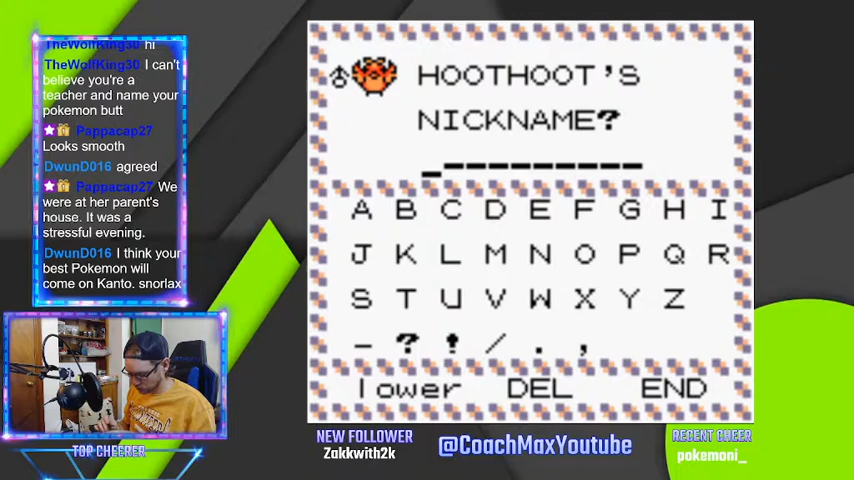 TheWolfKing30 hi
TheWolfKing30 I can't
believe you're a
teacher and name your
pokemon butt
Pappacap27
Looks smooth
DwunD016 agreed
Pappacap27 We
were at her parent's
house. It was a
stressful evening.
DwunD016 I think your
best Pokemon will
come on Kanto. snorlax
TOP CHEERER
♂ HOOTHOOT'S
NICKNAME?
A B C D E F G H I
J K L M N O P Q R
S T U V W X Y Z
- ? ! / . ,
lower DEL END
NEW FOLLOWER
Zakkwith2k
@CoachMaxYoutube
RECENT CHEER
pokemoni_